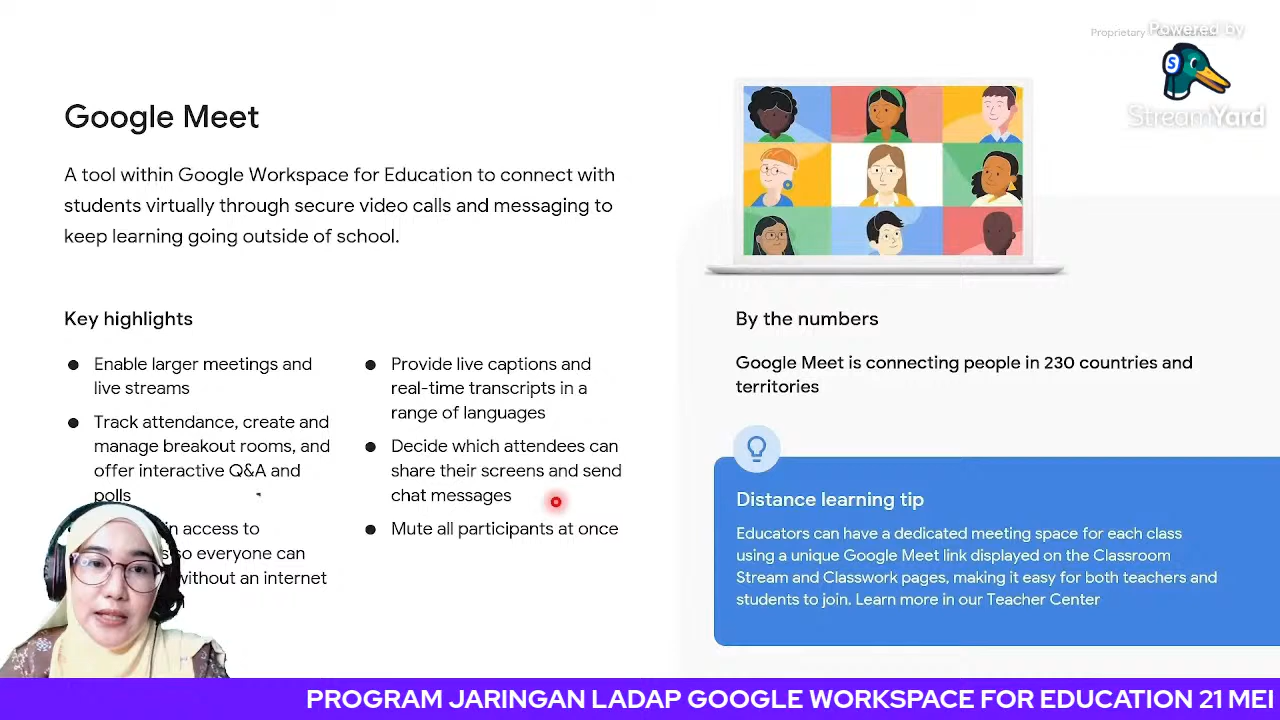 Proprietary
Powered by
StreamYard
Google Meet
A tool within Google Workspace for Education to connect with
students virtually through secure video calls and messaging to
keep learning going outside of school.
Key highlights
Enable larger meetings and
live streams
Track attendance, create and
manage breakout rooms, and
offer interactive Q&A and
polls
in access to
so everyone can
without an internet
Provide live captions and
real-time transcripts in a
range of languages
Decide which attendees can
share their screens and send
chat messages
Mute all participants at once
By the numbers
Google Meet is connecting people in 230 countries and
territories
Distance learning tip
Educators can have a dedicated meeting space for each class
using a unique Google Meet link displayed on the Classroom
Stream and Classwork pages, making it easy for both teachers and
students to join. Learn more in our Teacher Center
PROGRAM JARINGAN LADAP GOOGLE WORKSPACE FOR EDUCATION 21 MEI